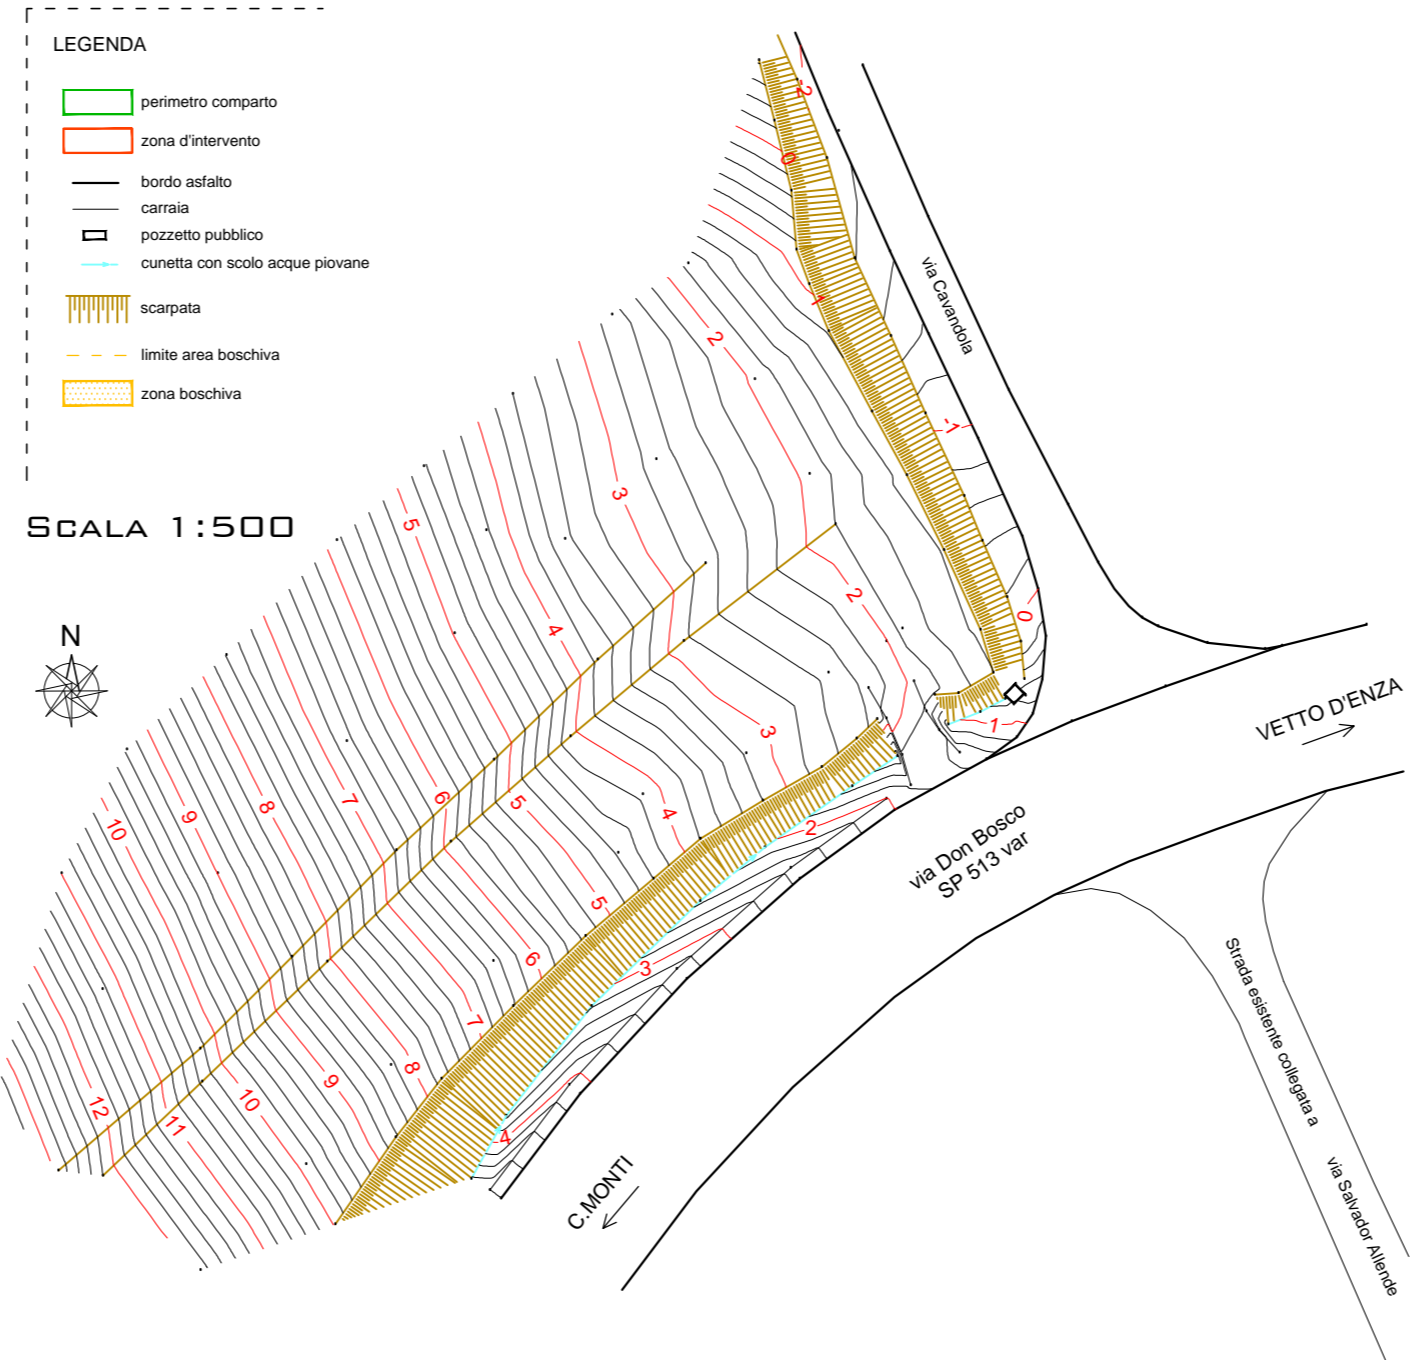 LEGENDA
perimetro comparto
zona d'intervento
bordo asfalto
carraia
pozzetto pubblico
cunetta con scolo acque piovane
scarpata
limite area boschiva
zona boschiva
SCALA 1:500
N
-2
0
1
2
3
5
4
-1
via Cavandola
2
0
1
3
VETTO D'ENZA
10
9
8
7
6
5
4
2
via Don Bosco
SP 513 var
5
6
3
7
8
9
10
12
11
4
Strada esistente collegata a
via Salvador Allende
C.MONTI